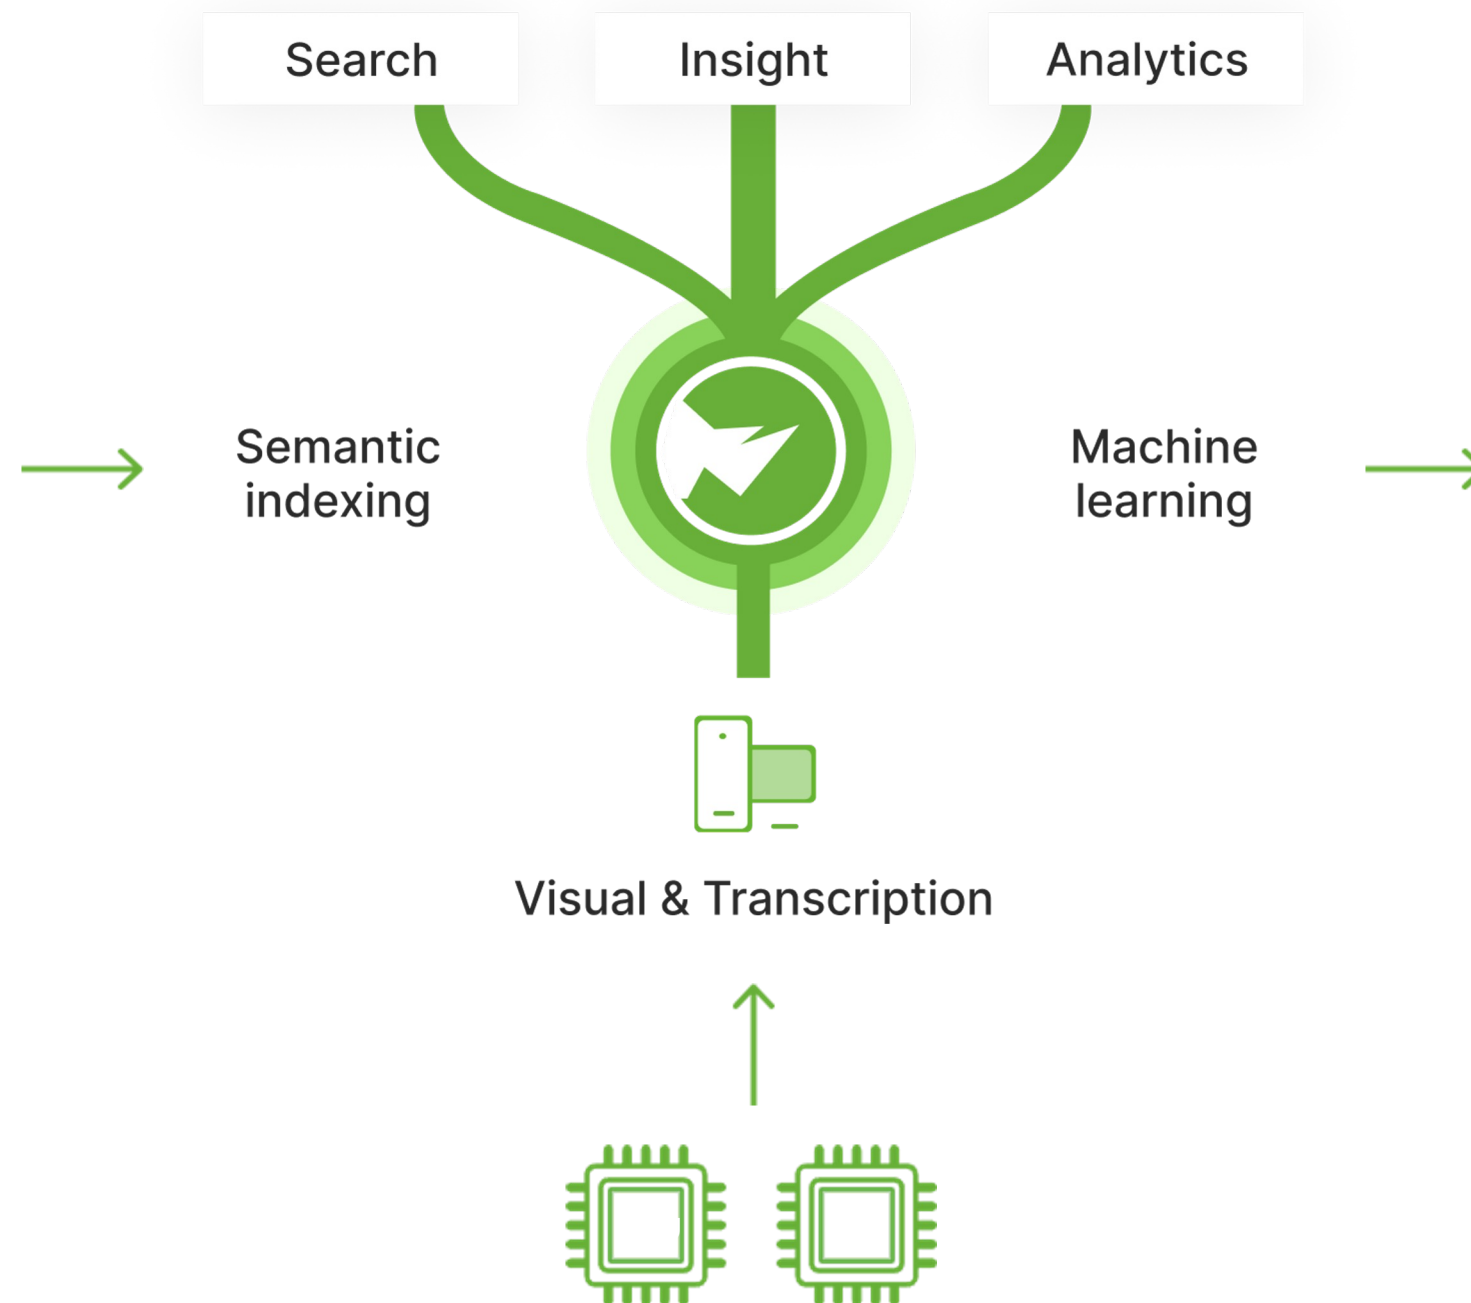 Search
Insight
Analytics
Semantic
indexing
Machine
learning
Visual & Transcription